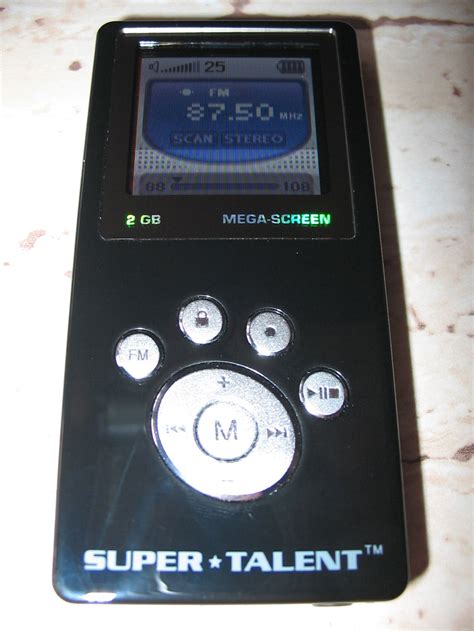 25
FM
87.50 MHz
SCAN STEREO
88 108
2 GB MEGA-SCREEN
FM
M
SUPER★TALENT™